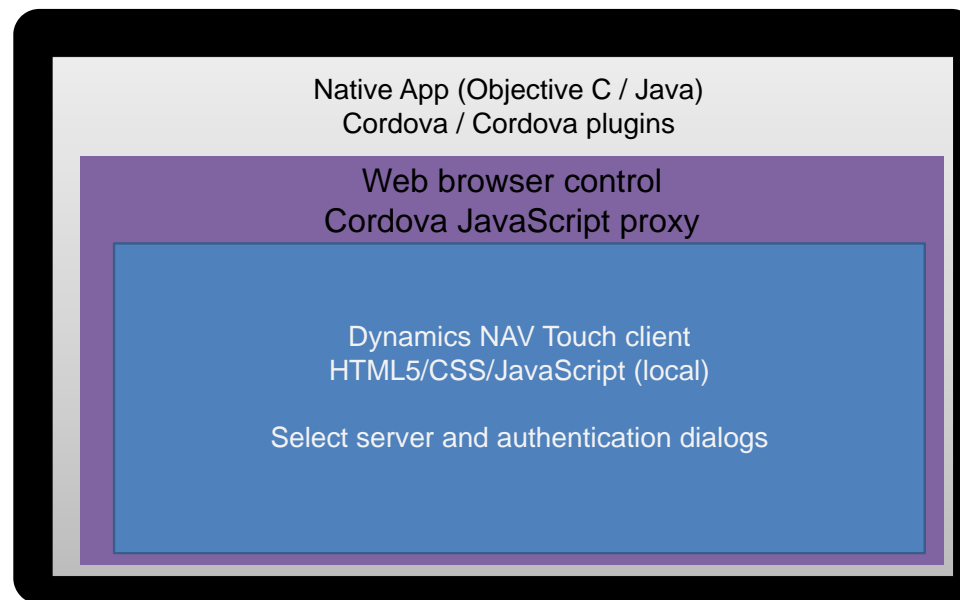 Native App (Objective C / Java)
Cordova / Cordova plugins
Web browser control
Cordova JavaScript proxy
Dynamics NAV Touch client
HTML5/CSS/JavaScript (local)
Select server and authentication dialogs